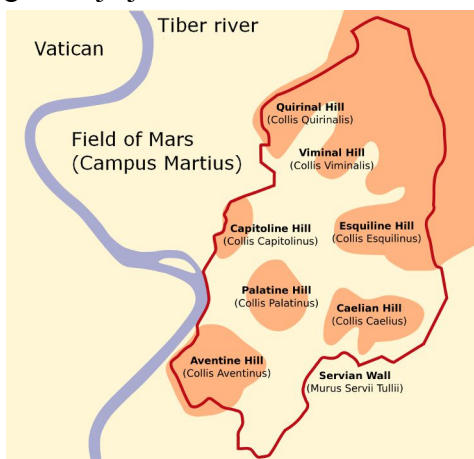 Tiber river
Vatican
Field of Mars
(Campus Martius)
Quirinal Hill
(Collis Quirinalis)
Viminal Hill
(Collis Viminalis)
Capitoline Hill
(Collis Capitolinus)
Esquiline Hill
(Collis Esquilinus)
Palatine Hill
(Collis Palatinus)
Caelian Hill
(Collis Caelius)
Aventine Hill
(Collis Aventinus)
Servian Wall
(Murus Servii Tullii)